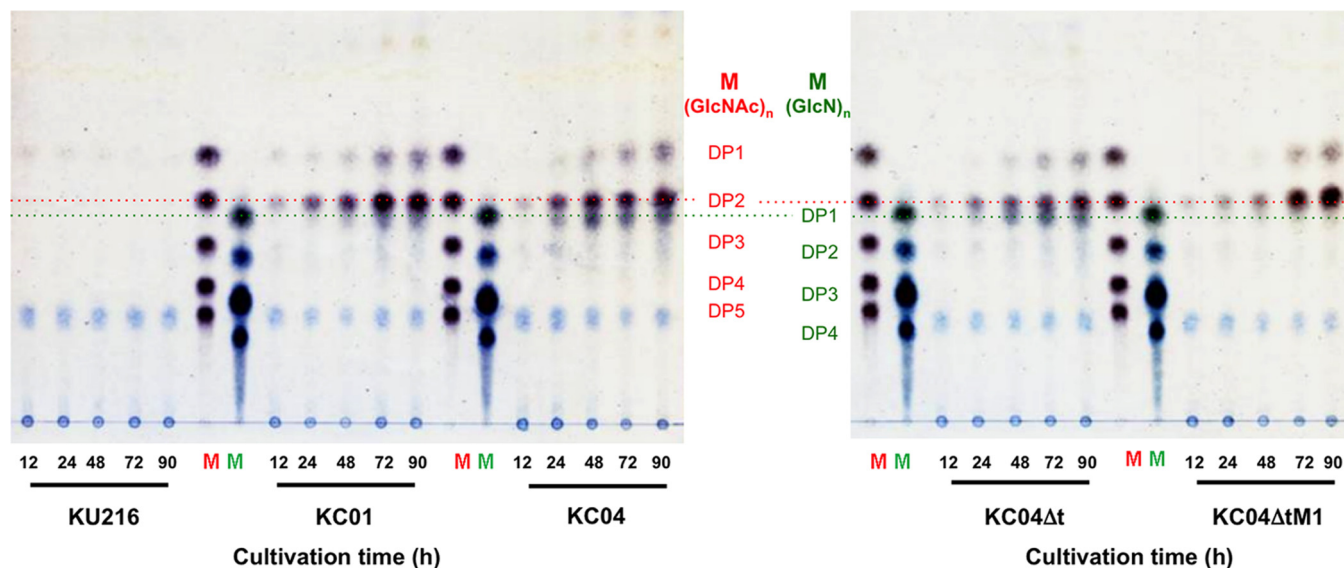 M M
(GlcNAc)n (GlcN)n
DP1
DP2
DP1
DP3
DP2
DP4
DP3
DP5
DP4
12 24 48 72 90 M M 12 24 48 72 90 M M 12 24 48 72 90
M M 12 24 48 72 90 M M 12 24 48 72 90
KU216 KC01 KC04
KC04Δt KC04ΔtM1
Cultivation time (h)
Cultivation time (h)